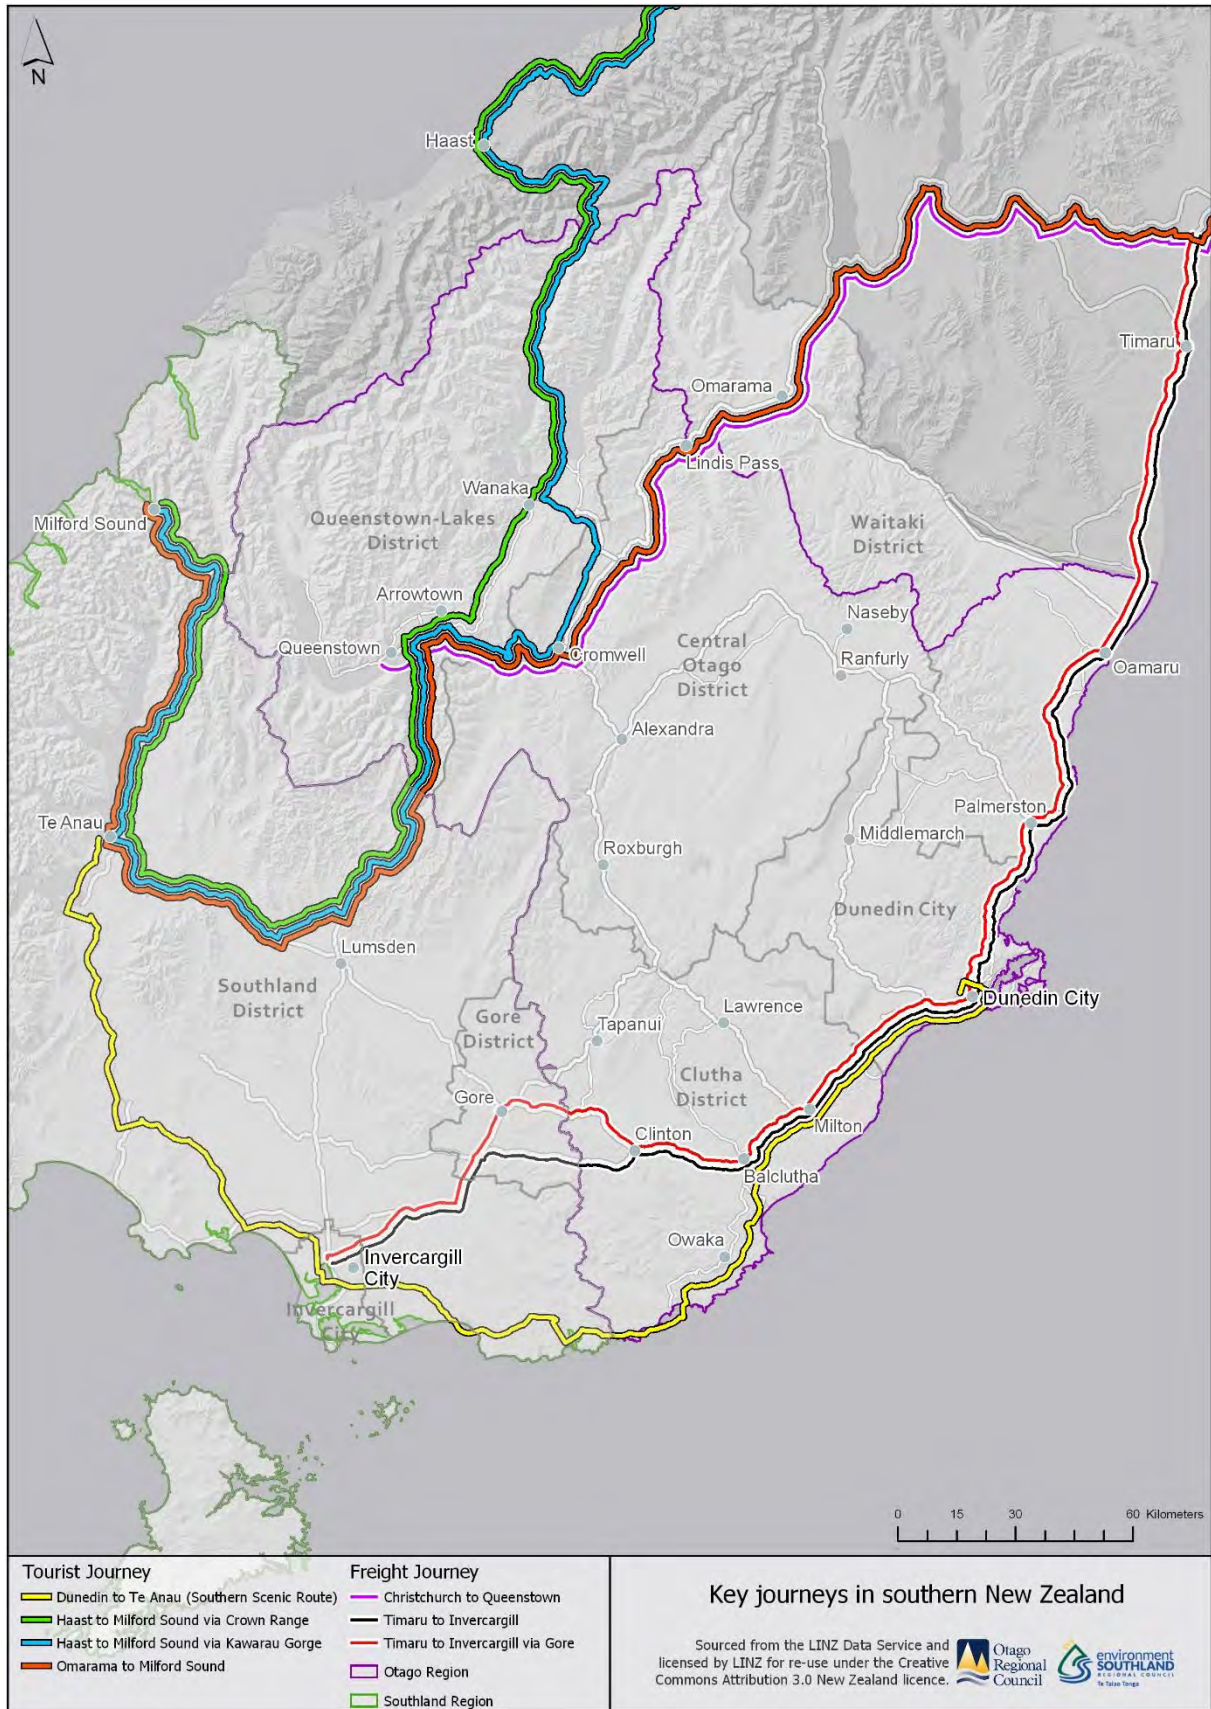 N
Haast
Timaru
Omarama
Lindis Pass
Wanaka
Milford Sound
Queenstown-Lakes
District
Waitaki
District
Arrowtown
Naseby
Queenstown
Cromwell
Central
Otago
District
Ranfurly
Oamaru
Alexandra
Te Anau
Palmerston
Middlemarch
Roxburgh
Dunedin City
Lumsden
Southland
District
Dunedin City
Gore
District
Lawrence
Tapanui
Clutha
District
Gore
Milton
Clinton
Balclutha
Owaka
Invercargill
City
Invercargill
City
0 15 30 60 Kilometers
Tourist Journey
Dunedin to Te Anau (Southern Scenic Route)
Haast to Milford Sound via Crown Range
Haast to Milford Sound via Kawarau Gorge
Omarama to Milford Sound
Freight Journey
Christchurch to Queenstown
Timaru to Invercargill
Timaru to Invercargill via Gore
Otago Region
Southland Region
Key journeys in southern New Zealand
Sourced from the LINZ Data Service and
licensed by LINZ for re-use under the Creative
Commons Attribution 3.0 New Zealand licence.
Otago
Regional
Council
environment
SOUTHLAND
REGIONAL COUNCIL
Te Taiao Tonga